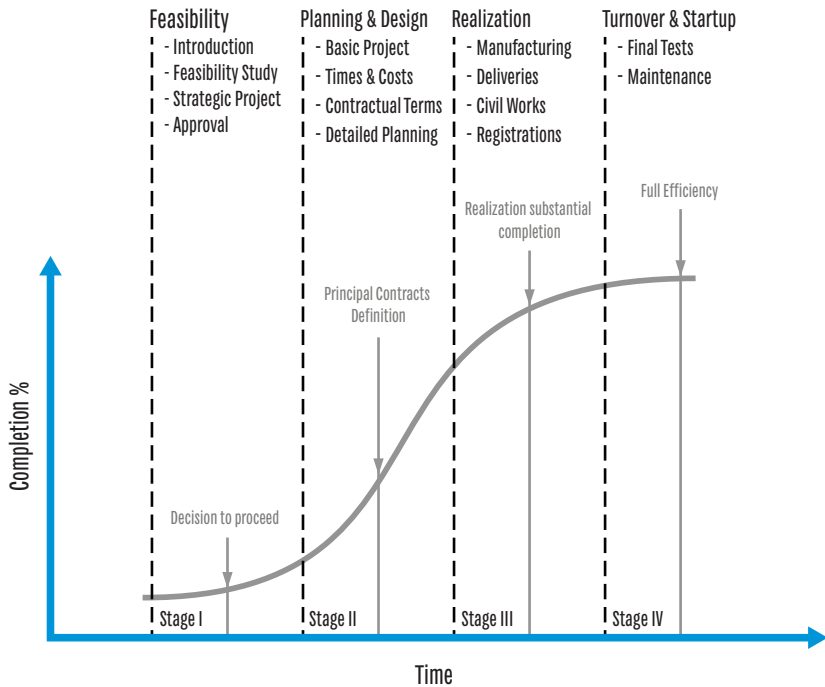 Feasibility
- Introduction
- Feasibility Study
- Strategic Project
- Approval
Planning & Design
- Basic Project
- Times & Costs
- Contractual Terms
- Detailed Planning
Realization
- Manufacturing
- Deliveries
- Civil Works
- Registrations
Turnover & Startup
- Final Tests
- Maintenance
Full Efficiency
Realization substantial
completion
Principal Contracts
Definition
Decision to proceed
Completion %
Stage I
Stage II
Stage III
Stage IV
Time